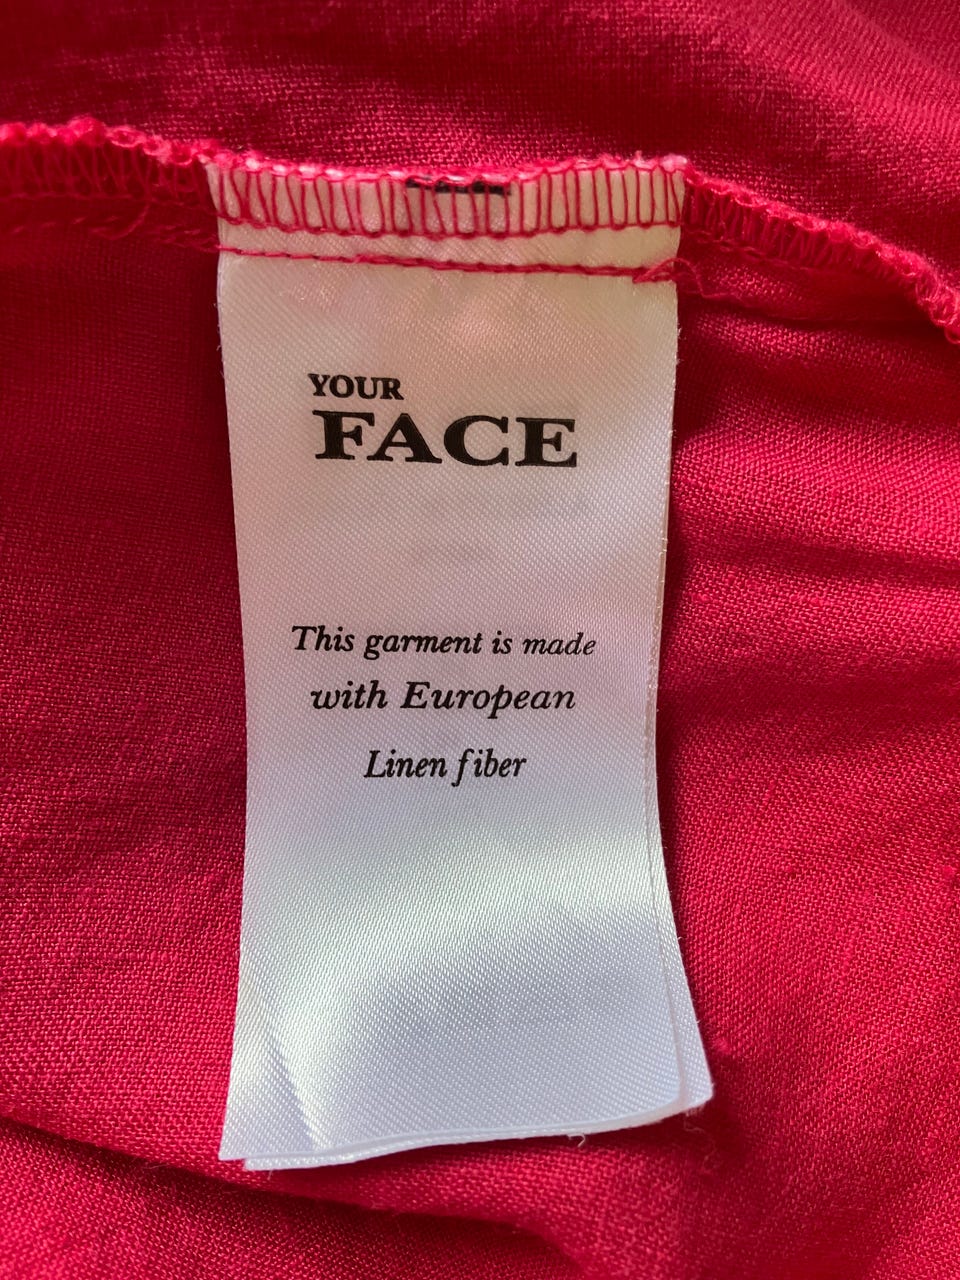 YOUR
FACE
This garment is made
with European
Linen fiber